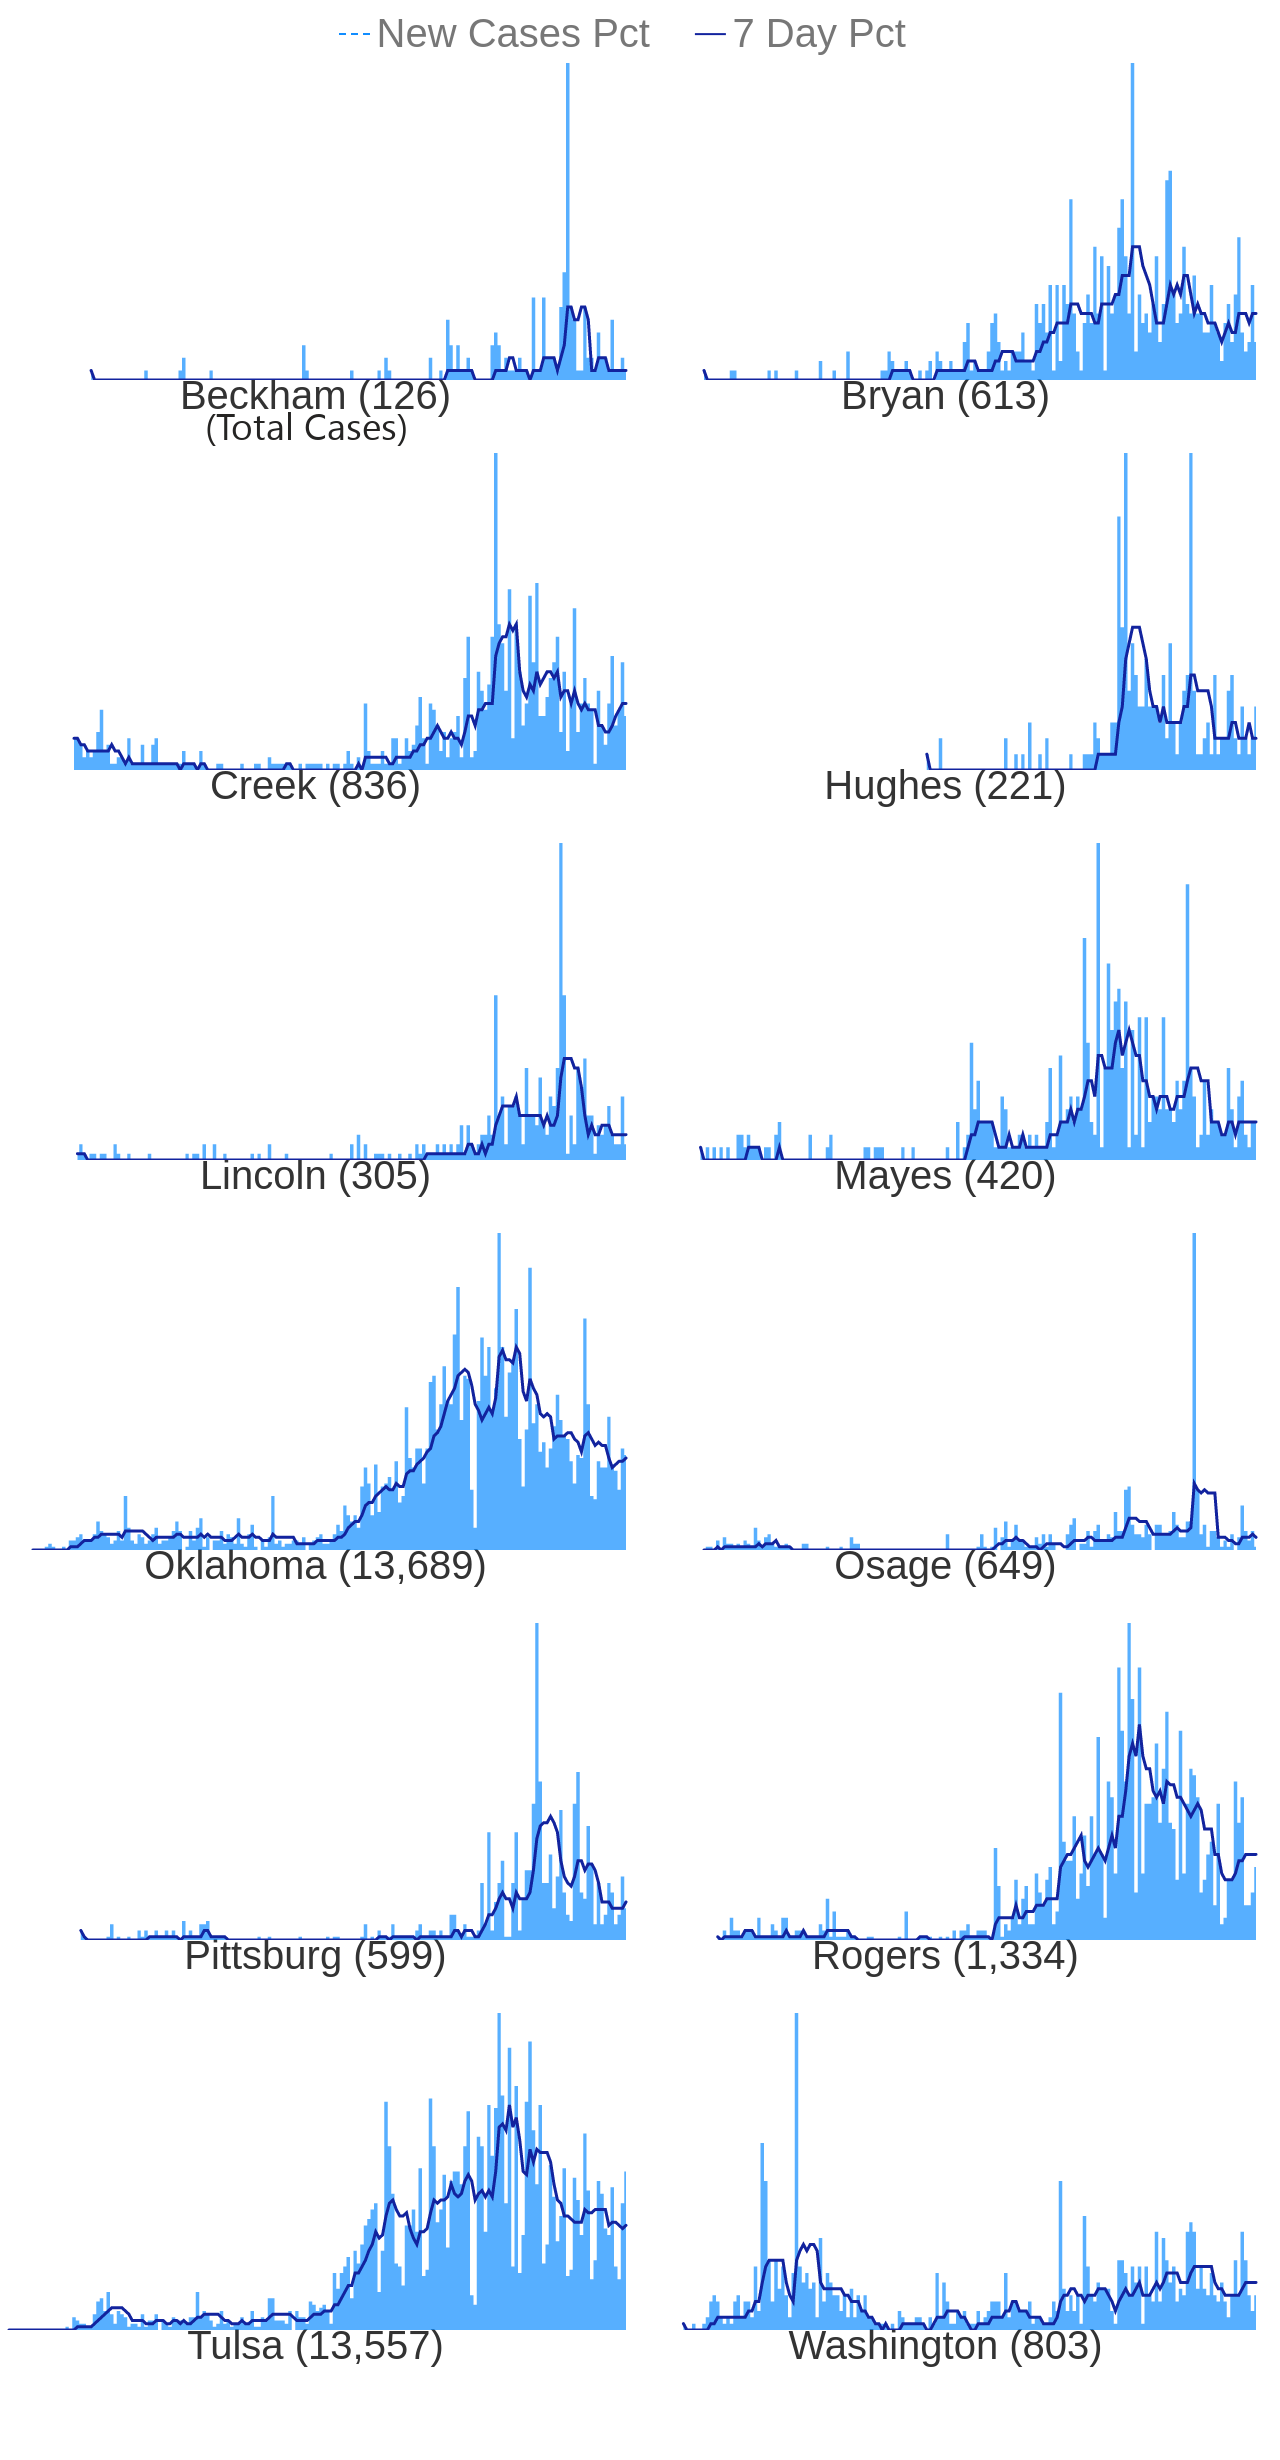 New Cases Pct 7 Day Pct
Beckham (126) Bryan (613)
(Total Cases)
Creek (836) Hughes (221)
Lincoln (305) Mayes (420)
Oklahoma (13,689) Osage (649)
Pittsburg (599) Rogers (1,334)
Tulsa (13,557) Washington (803)